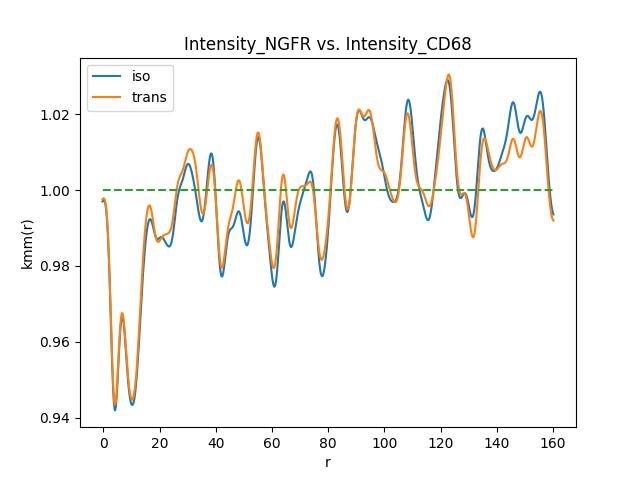 Intensity_NGFR vs. Intensity_CD68
iso
trans
1.02
1.00
0.98
0.96
0.94
kmm(r)
0 20 40 60 80 100 120 140 160
r